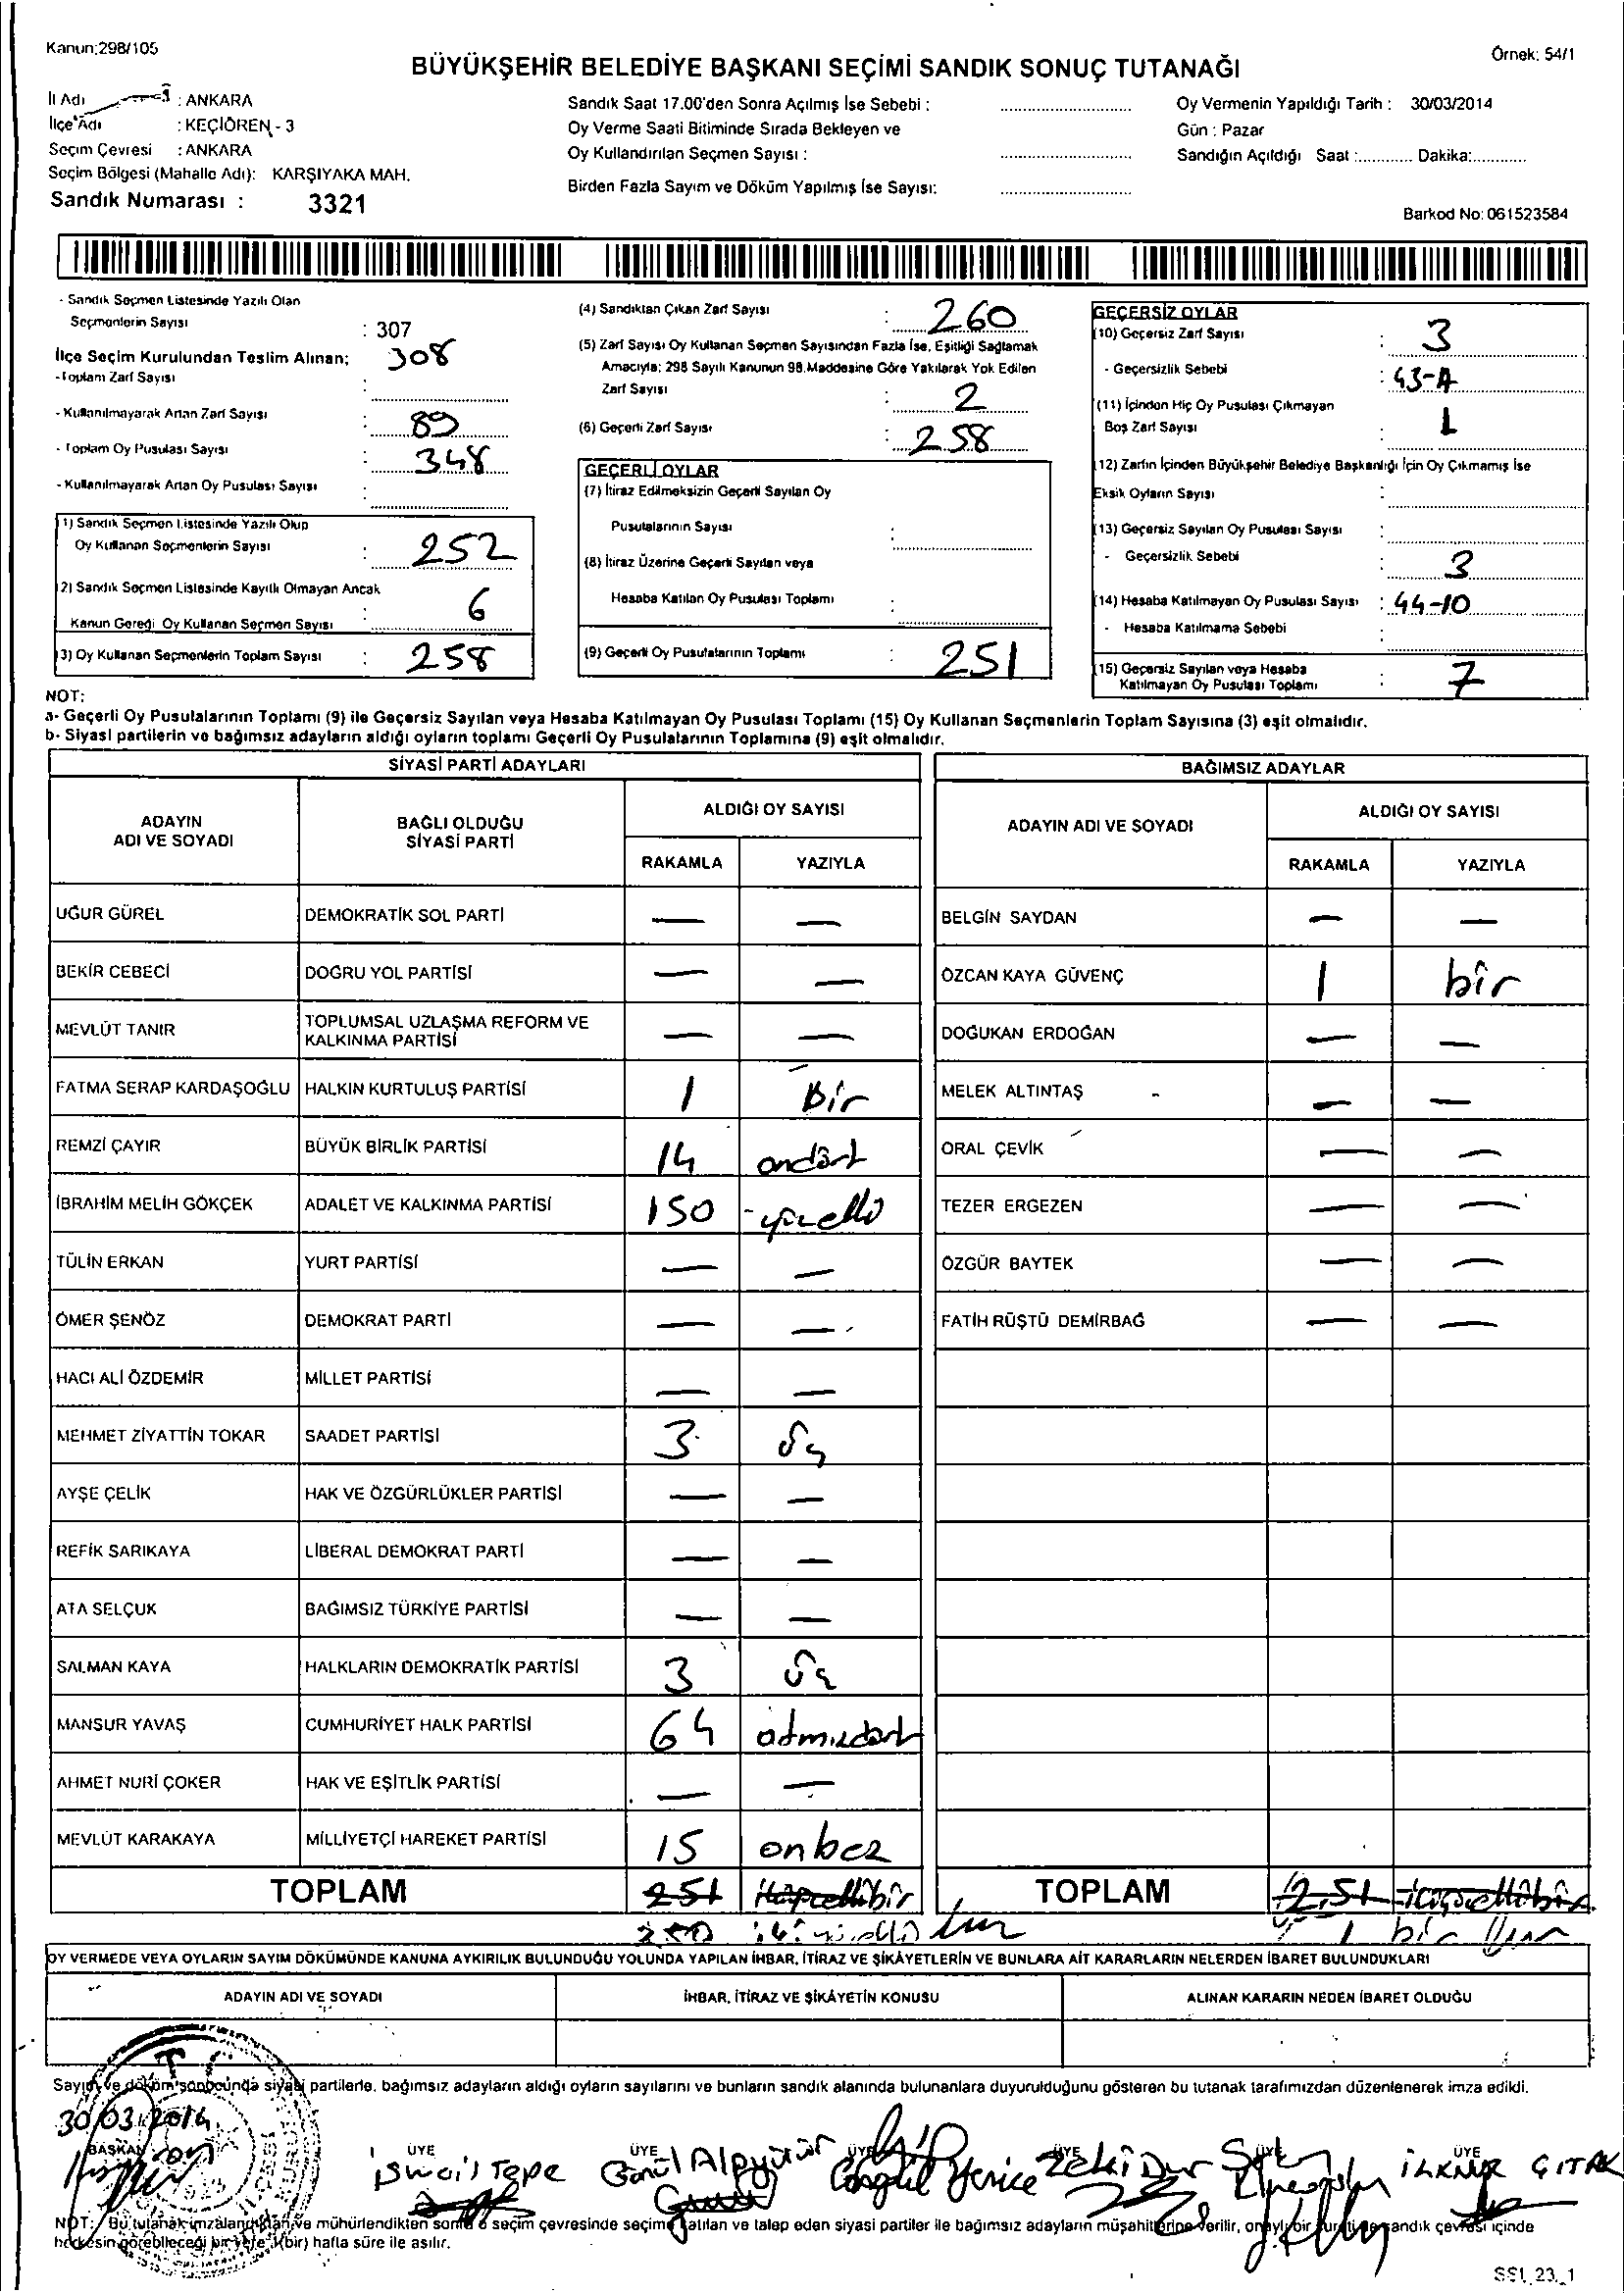 Kanun:298/105
Örnek: 54/1
BÜYÜKŞEHİR BELEDİYE BAŞKANI SEÇİMİ SANDIK SONUÇ TUTANAĞI
İl Adı : ANKARA
İlçe Adı : KEÇİÖREN - 3
Seçim Çevresi : ANKARA
Seçim Bölgesi (Mahalle Adı): KARŞIYAKA MAH.
Sandık Numarası : 3321
Sandık Saat 17.00'den Sonra Açılmış İse Sebebi :
Oy Verme Saati Bitiminde Sırada Bekleyen ve
Oy Kullandırılan Seçmen Sayısı :
Birden Fazla Sayım ve Döküm Yapılmış İse Sayısı:
Oy Vermenin Yapıldığı Tarih : 30/03/2014
Gün : Pazar
Sandığın Açıldığı Saat :............ Dakika:............
Barkod No: 061523584
- Sandık Seçmen Listesinde Yazılı Olan
Seçmenlerin Sayısı : 307
İlçe Seçim Kurulundan Teslim Alınan; 308
-Toplam Zarf Sayısı :
- Kullanılmayarak Artan Zarf Sayısı : 89
- Toplam Oy Pusulası Sayısı : 348
- Kullanılmayarak Artan Oy Pusulası Sayısı :
1) Sandık Seçmen Listesinde Yazılı Olup
Oy Kullanan Seçmenlerin Sayısı : 252
2) Sandık Seçmen Listesinde Kayıtlı Olmayan Ancak
Kanun Gereği Oy Kullanan Seçmen Sayısı 6
3) Oy Kullanan Seçmenlerin Toplam Sayısı : 258
(4) Sandıktan Çıkan Zarf Sayısı : 260
(5) Zarf Sayısı Oy Kullanan Seçmen Sayısından Fazla İse, Eşitliği Sağlamak
Amacıyla; 298 Sayılı Kanunun 98.Maddesine Göre Yakılarak Yok Edilen
Zarf Sayısı : 2
(6) Geçerli Zarf Sayısı : 258
GEÇERLİ OYLAR
(7) İtiraz Edilmeksizin Geçerli Sayılan Oy
Pusulalarının Sayısı :
(8) İtiraz Üzerine Geçerli Sayılan veya
Hesaba Katılan Oy Pusulası Toplamı :
(9) Geçerli Oy Pusulalarının Toplamı : 251
GEÇERSİZ OYLAR
(10) Geçersiz Zarf Sayısı : 3
- Geçersizlik Sebebi : 43-A
(11) İçinden Hiç Oy Pusulası Çıkmayan
Boş Zarf Sayısı : 1
(12) Zarfın İçinden Büyükşehir Belediye Başkanlığı İçin Oy Çıkmamış İse
Eksik Oyların Sayısı :
(13) Geçersiz Sayılan Oy Pusulası Sayısı :
- Geçersizlik Sebebi : 3
(14) Hesaba Katılmayan Oy Pusulası Sayısı : 44-10
- Hesaba Katılmama Sebebi :
(15) Geçersiz Sayılan veya Hesaba
Katılmayan Oy Pusulası Toplamı : 7
NOT:
a- Geçerli Oy Pusulalarının Toplamı (9) ile Geçersiz Sayılan veya Hesaba Katılmayan Oy Pusulası Toplamı (15) Oy Kullanan Seçmenlerin Toplam Sayısına (3) eşit olmalıdır.
b- Siyasi partilerin ve bağımsız adayların aldığı oyların toplamı Geçerli Oy Pusulalarının Toplamına (9) eşit olmalıdır.
SİYASİ PARTİ ADAYLARI
ADAYIN ADI VE SOYADI
BAĞLI OLDUĞU SİYASİ PARTİ
ALDIĞI OY SAYISI
RAKAMLA YAZIYLA
UĞUR GÜREL DEMOKRATİK SOL PARTİ — —
BEKİR CEBECİ DOĞRU YOL PARTİSİ — —
MEVLÜT TANIR TOPLUMSAL UZLAŞMA REFORM VE KALKINMA PARTİSİ — —
FATMA SERAP KARDAŞOĞLU HALKIN KURTULUŞ PARTİSİ 1 bir
REMZİ ÇAYIR BÜYÜK BİRLİK PARTİSİ 14 ondört
İBRAHİM MELİH GÖKÇEK ADALET VE KALKINMA PARTİSİ 150 yüzelli
TÜLİN ERKAN YURT PARTİSİ — —
ÖMER ŞENÖZ DEMOKRAT PARTİ — —
HACI ALİ ÖZDEMİR MİLLET PARTİSİ — —
MEHMET ZİYATTİN TOKAR SAADET PARTİSİ 3 üç
AYŞE ÇELİK HAK VE ÖZGÜRLÜKLER PARTİSİ — —
REFİK SARIKAYA LİBERAL DEMOKRAT PARTİ — —
ATA SELÇUK BAĞIMSIZ TÜRKİYE PARTİSİ — —
SALMAN KAYA HALKLARIN DEMOKRATİK PARTİSİ 3 üç
MANSUR YAVAŞ CUMHURİYET HALK PARTİSİ 64 atmızdört
AHMET NURİ ÇOKER HAK VE EŞİTLİK PARTİSİ — —
MEVLÜT KARAKAYA MİLLİYETÇİ HAREKET PARTİSİ 15 onbez
TOPLAM 251 ikiyüzellibir
250 ikiyüzelli
BAĞIMSIZ ADAYLAR
ADAYIN ADI VE SOYADI
ALDIĞI OY SAYISI
RAKAMLA YAZIYLA
BELGİN SAYDAN — —
ÖZCAN KAYA GÜVENÇ 1 bir
DOĞUKAN ERDOĞAN — —
MELEK ALTINTAŞ — —
ORAL ÇEVİK — —
TEZER ERGEZEN — —
ÖZGÜR BAYTEK — —
FATİH RÜŞTÜ DEMİRBAĞ — —
TOPLAM 251 ikiyüzellibir
1 bir
OY VERMEDE VEYA OYLARIN SAYIM DÖKÜMÜNDE KANUNA AYKIRILIK BULUNDUĞU YOLUNDA YAPILAN İHBAR, İTİRAZ VE ŞİKÂYETLERİN VE BUNLARA AİT KARARLARIN NELERDEN İBARET BULUNDUKLARI
ADAYIN ADI VE SOYADI İHBAR, İTİRAZ VE ŞİKÂYETİN KONUSU ALINAN KARARIN NEDEN İBARET OLDUĞU
Sayım ve döküm sonucunda siyasi partilerle, bağımsız adayların aldığı oyların sayılarını ve bunların sandık alanında bulunanlara duyurulduğunu gösteren bu tutanak tarafımızdan düzenlenerek imza edildi.
30/03/2014
BAŞKAN ÜYE ÜYE ÜYE ÜYE ÜYE ÜYE
ismail Tepe Gönül Songül Yenice Zeki Dur İLKNUR ÇITAK
NOT: Bu tutanak imzalandıktan ve mühürlendikten sonra o seçim çevresinde seçime katılan ve talep eden siyasi partiler ile bağımsız adayların müşahitlerine verilir, onaylı bir sureti de sandık çevresi içinde
herkesin görebileceği bir yere 1(bir) hafta süre ile asılır.
SSI_23_1